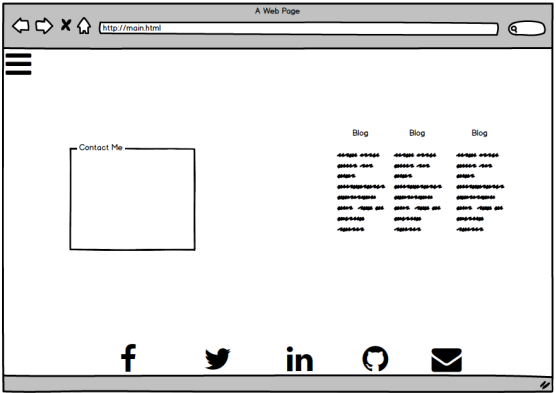 A Web Page
http://main.html
Blog Blog Blog
Contact Me
f
in